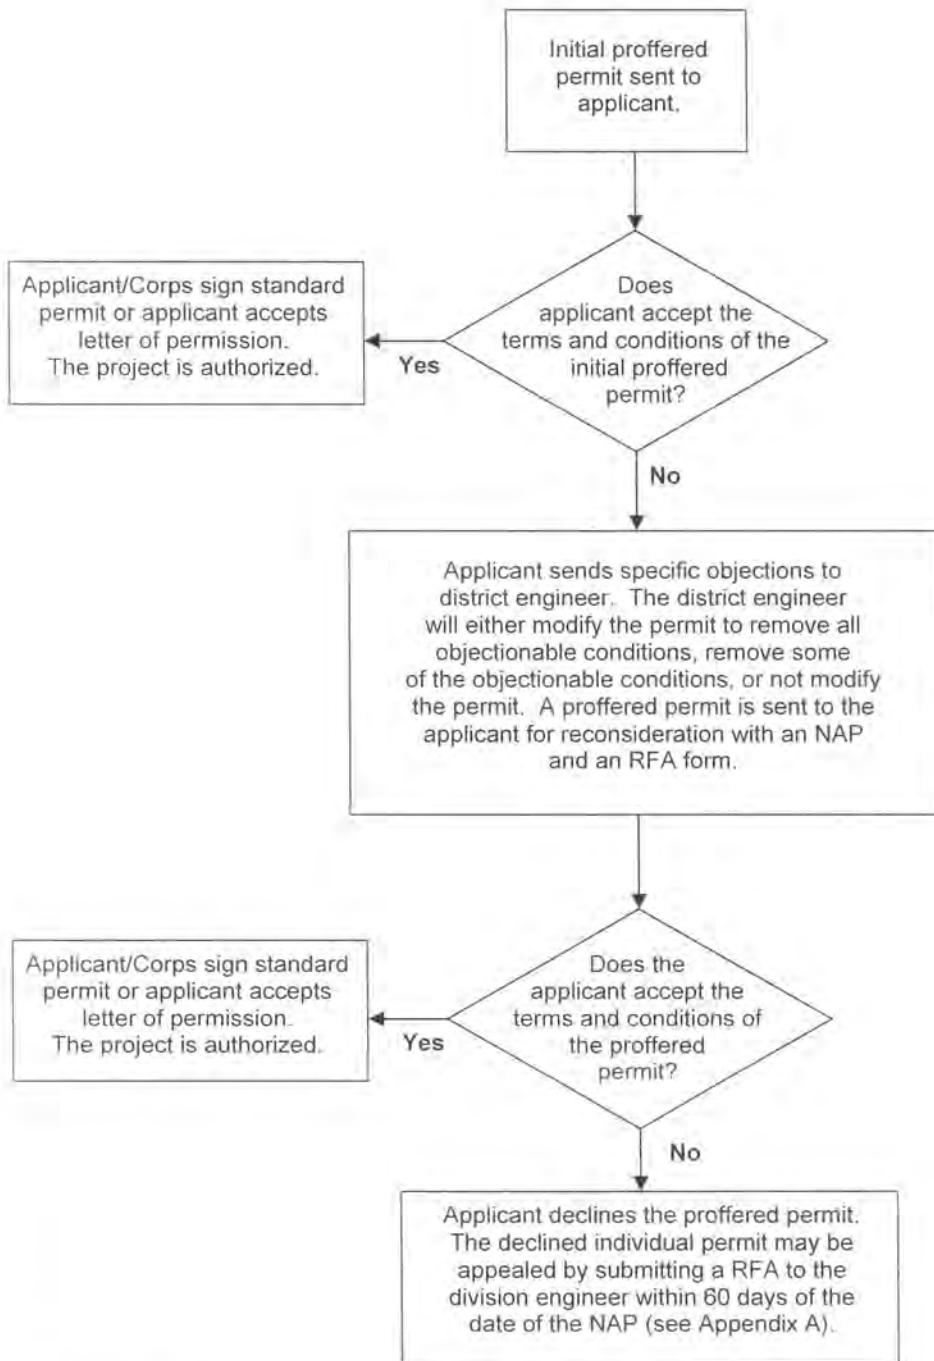 Initial proffered
permit sent to
applicant.
Does
applicant accept the
terms and conditions of the
initial proffered
permit?
Applicant/Corps sign standard
permit or applicant accepts
letter of permission.
The project is authorized.
Yes
No
Applicant sends specific objections to
district engineer. The district engineer
will either modify the permit to remove all
objectionable conditions, remove some
of the objectionable conditions, or not modify
the permit. A proffered permit is sent to the
applicant for reconsideration with an NAP
and an RFA form.
Does the
applicant accept the
terms and conditions of
the proffered
permit?
Applicant/Corps sign standard
permit or applicant accepts
letter of permission.
The project is authorized.
Yes
No
Applicant declines the proffered permit.
The declined individual permit may be
appealed by submitting a RFA to the
division engineer within 60 days of the
date of the NAP (see Appendix A).